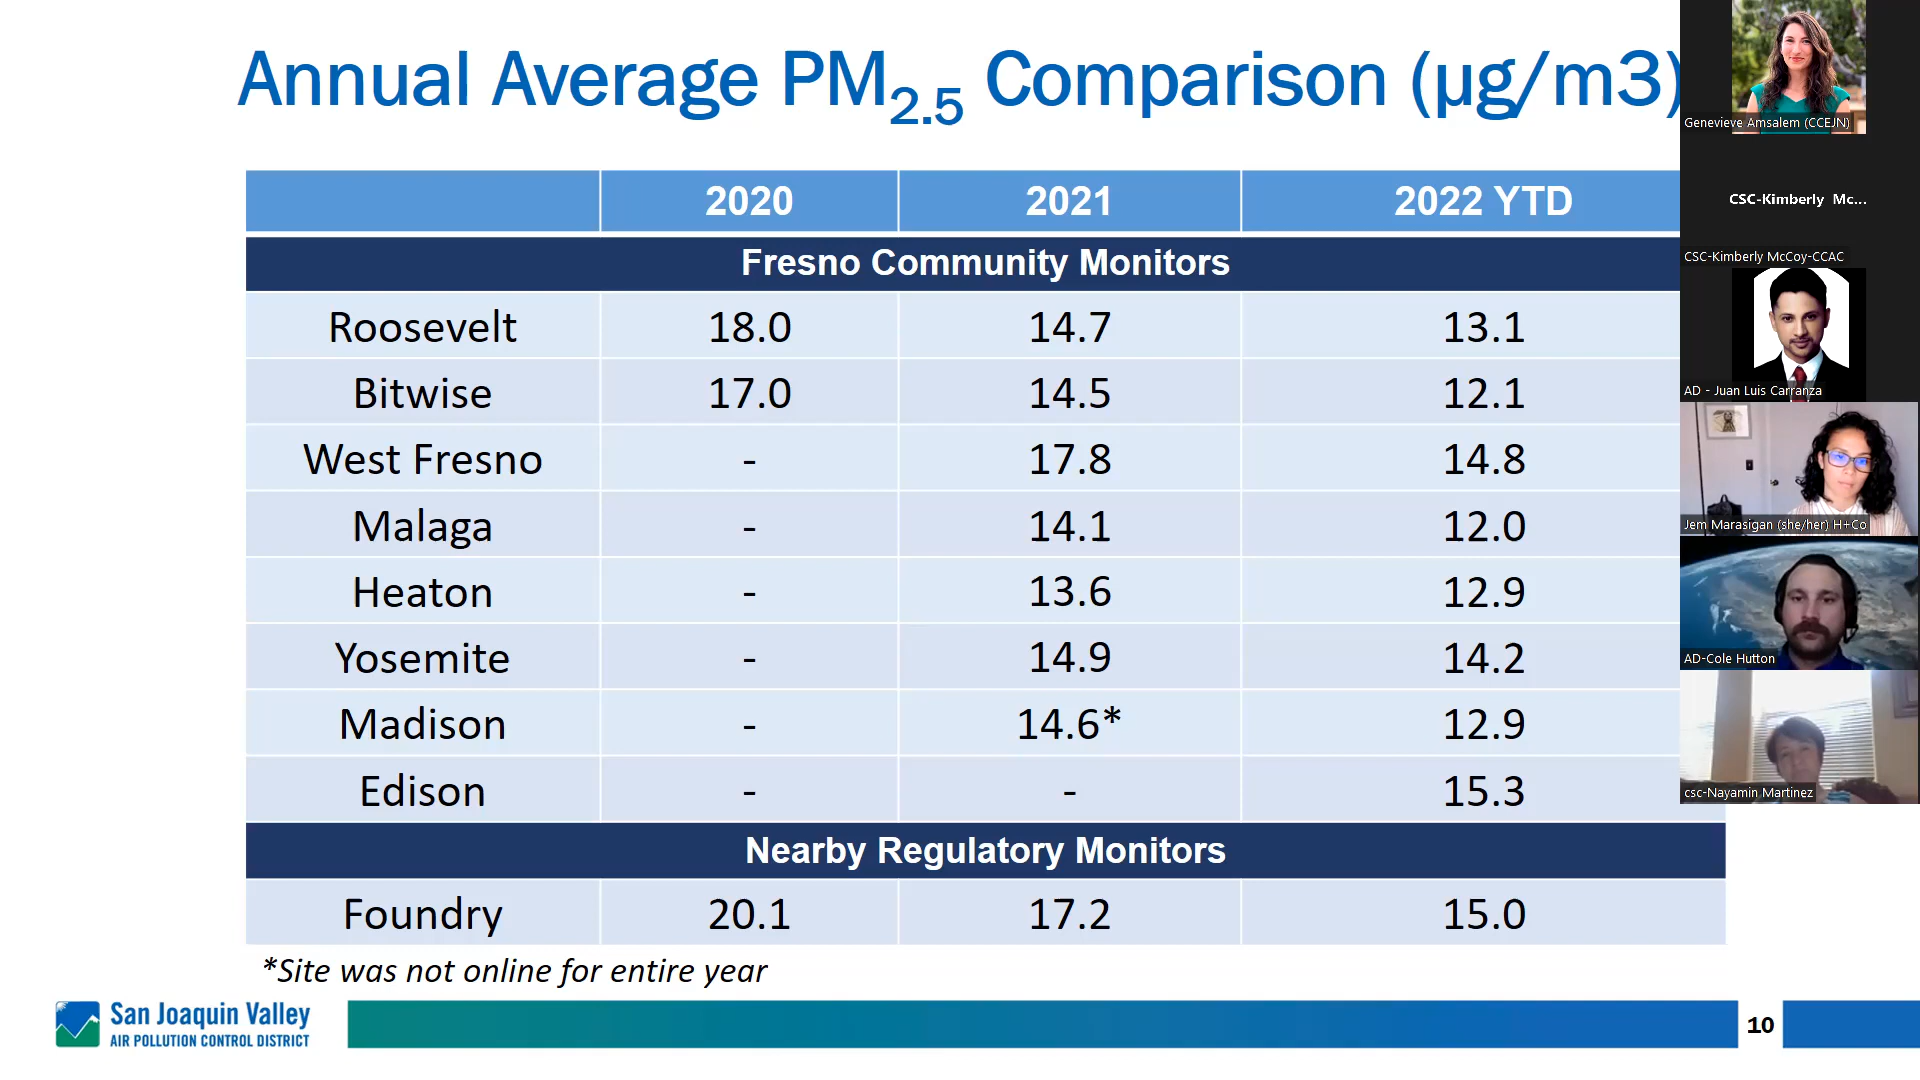 Annual Average PM2.5 Comparison (µg/m3)
2020 2021 2022 YTD
Fresno Community Monitors
Roosevelt 18.0 14.7 13.1
Bitwise 17.0 14.5 12.1
West Fresno - 17.8 14.8
Malaga - 14.1 12.0
Heaton - 13.6 12.9
Yosemite - 14.9 14.2
Madison - 14.6* 12.9
Edison - - 15.3
Nearby Regulatory Monitors
Foundry 20.1 17.2 15.0
*Site was not online for entire year
San Joaquin Valley
AIR POLLUTION CONTROL DISTRICT
10
Genevieve Amsalem (CCEJN)
CSC-Kimberly Mc...
CSC-Kimberly McCoy-CCAC
AD - Juan Luis Carranza
Jem Marasigan (she/her) H+Co
AD-Cole Hutton
csc-Nayamin Martinez